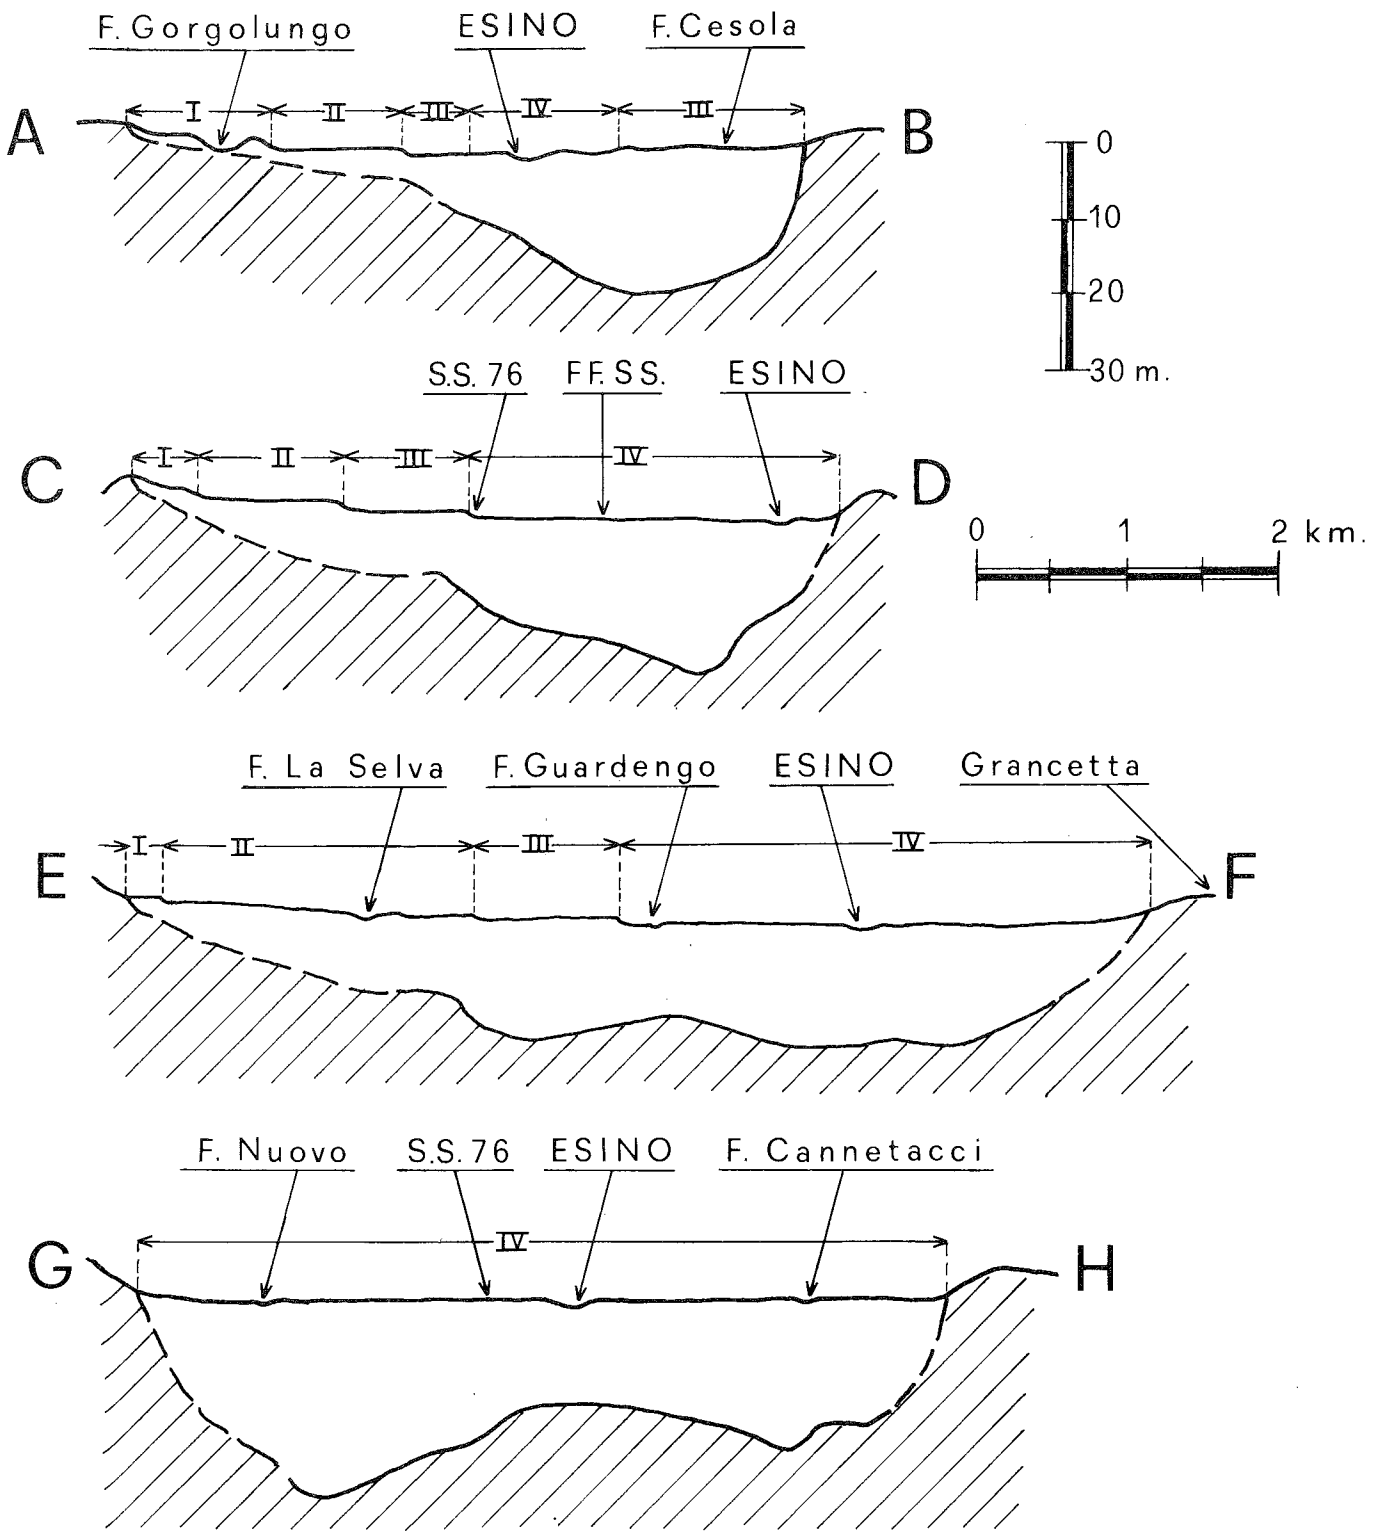 F. Gorgolungo ESINO F. Cesola
I II III IV III
A B
0
10
20
30 m.
S.S. 76 FF.SS. ESINO
I II III IV
C D
0 1 2 km.
F. La Selva F. Guardengo ESINO Grancetta
I II III IV
E F
F. Nuovo S.S. 76 ESINO F. Cannetacci
IV
G H